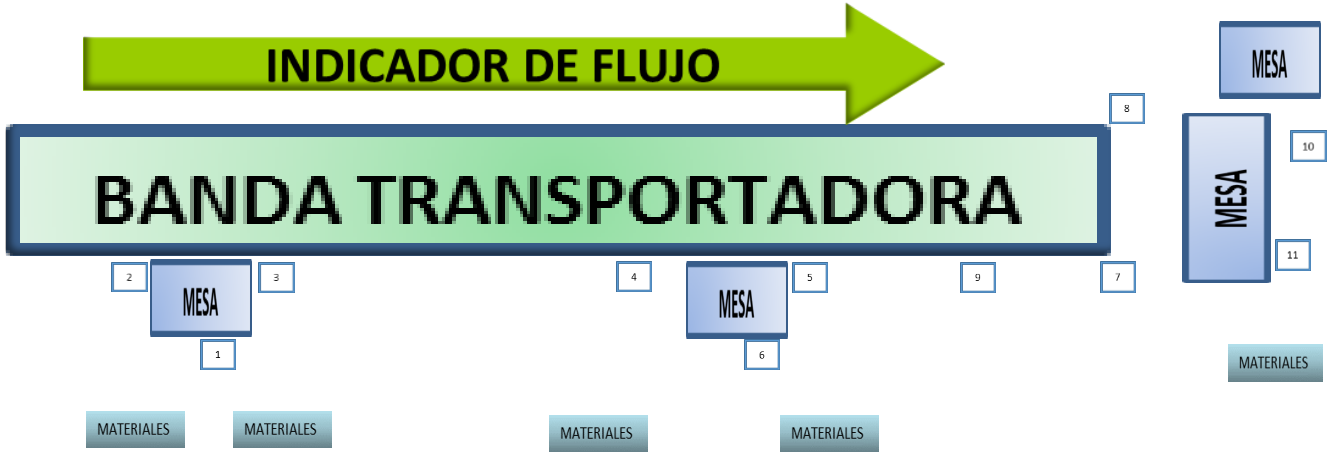 INDICADOR DE FLUJO
MESA
8
10
BANDA TRANSPORTADORA
MESA
11
2
MESA
3
4
MESA
5
9
7
1
6
MATERIALES
MATERIALES
MATERIALES
MATERIALES
MATERIALES